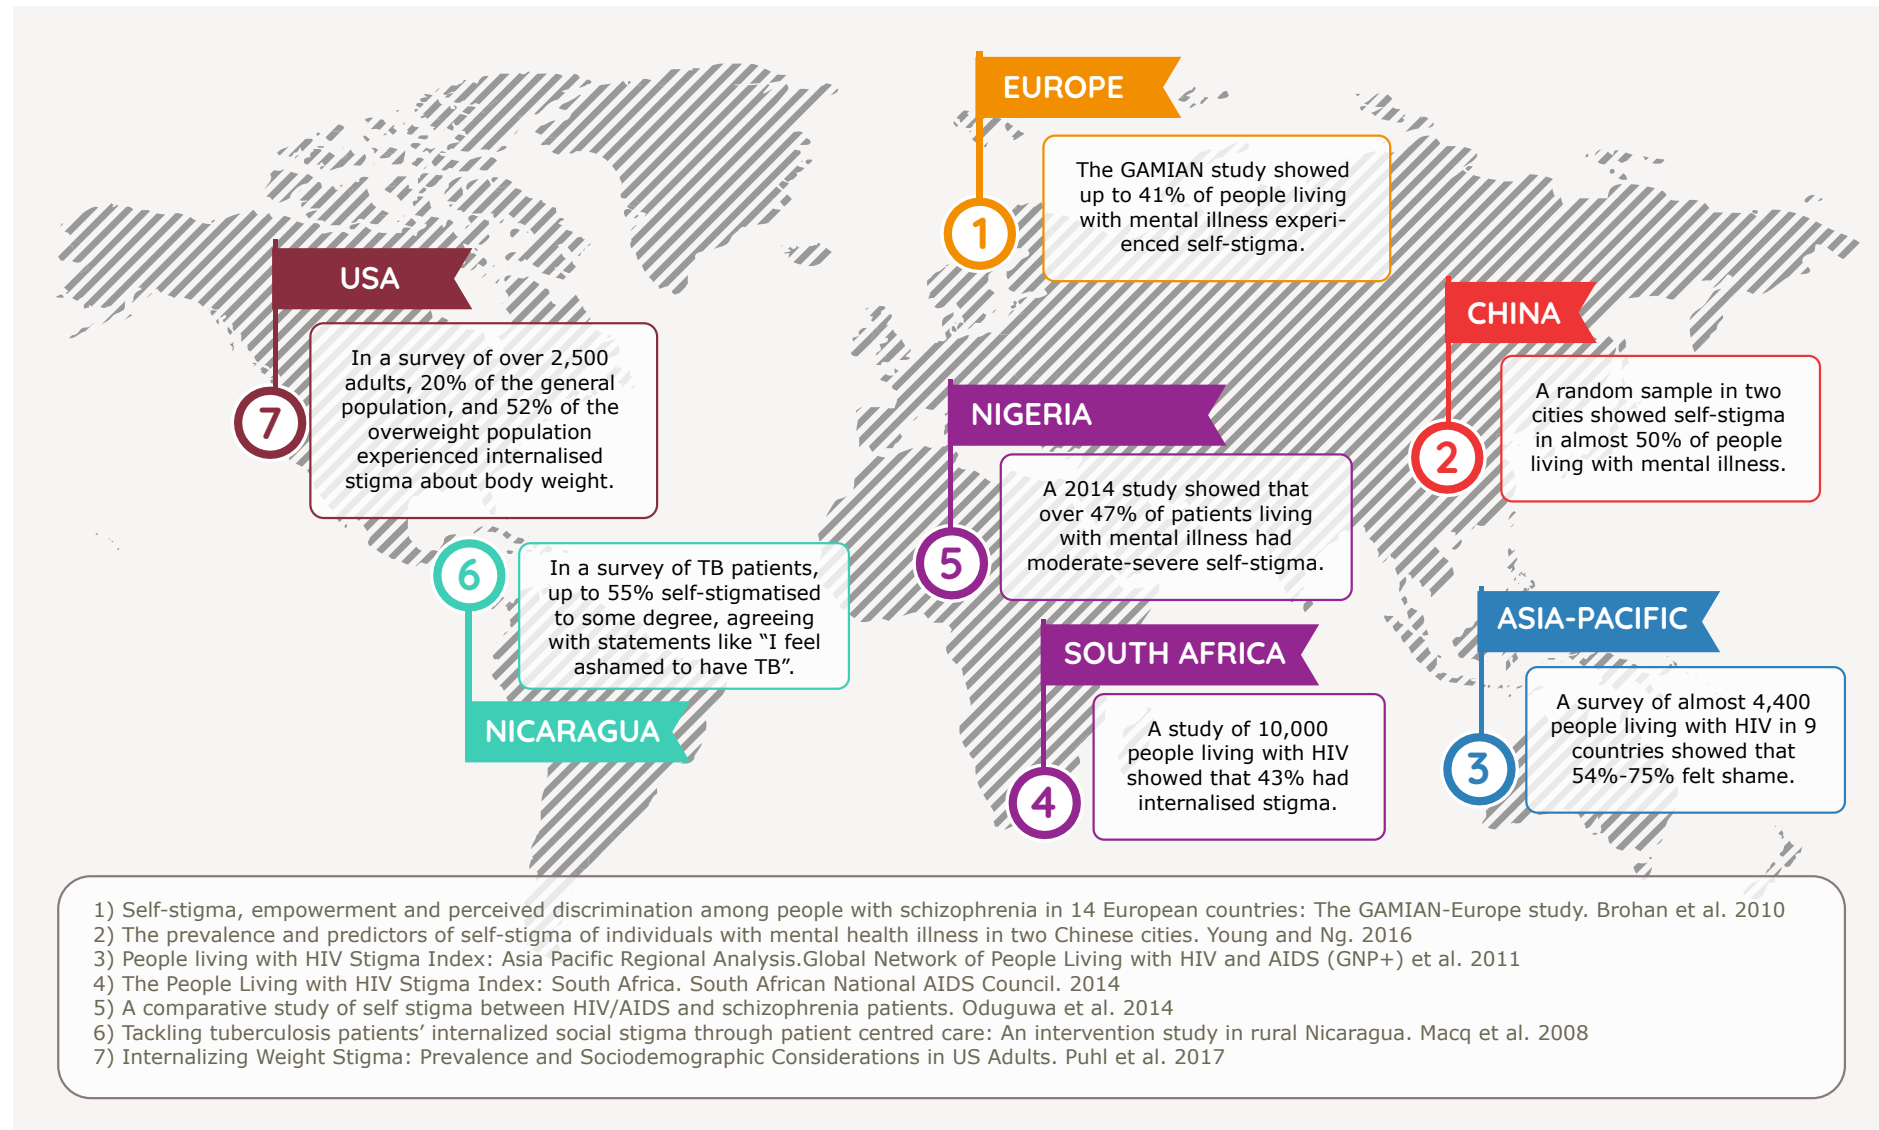 EUROPE
1
The GAMIAN study showed
up to 41% of people living
with mental illness experi-
enced self-stigma.
USA
7
In a survey of over 2,500
adults, 20% of the general
population, and 52% of the
overweight population
experienced internalised
stigma about body weight.
CHINA
2
A random sample in two
cities showed self-stigma
in almost 50% of people
living with mental illness.
NIGERIA
5
A 2014 study showed that
over 47% of patients living
with mental illness had
moderate-severe self-stigma.
6
In a survey of TB patients,
up to 55% self-stigmatised
to some degree, agreeing
with statements like “I feel
ashamed to have TB”.
NICARAGUA
SOUTH AFRICA
4
A study of 10,000
people living with HIV
showed that 43% had
internalised stigma.
ASIA-PACIFIC
3
A survey of almost 4,400
people living with HIV in 9
countries showed that
54%-75% felt shame.
1) Self-stigma, empowerment and perceived discrimination among people with schizophrenia in 14 European countries: The GAMIAN-Europe study. Brohan et al. 2010
2) The prevalence and predictors of self-stigma of individuals with mental health illness in two Chinese cities. Young and Ng. 2016
3) People living with HIV Stigma Index: Asia Pacific Regional Analysis.Global Network of People Living with HIV and AIDS (GNP+) et al. 2011
4) The People Living with HIV Stigma Index: South Africa. South African National AIDS Council. 2014
5) A comparative study of self stigma between HIV/AIDS and schizophrenia patients. Oduguwa et al. 2014
6) Tackling tuberculosis patients’ internalized social stigma through patient centred care: An intervention study in rural Nicaragua. Macq et al. 2008
7) Internalizing Weight Stigma: Prevalence and Sociodemographic Considerations in US Adults. Puhl et al. 2017